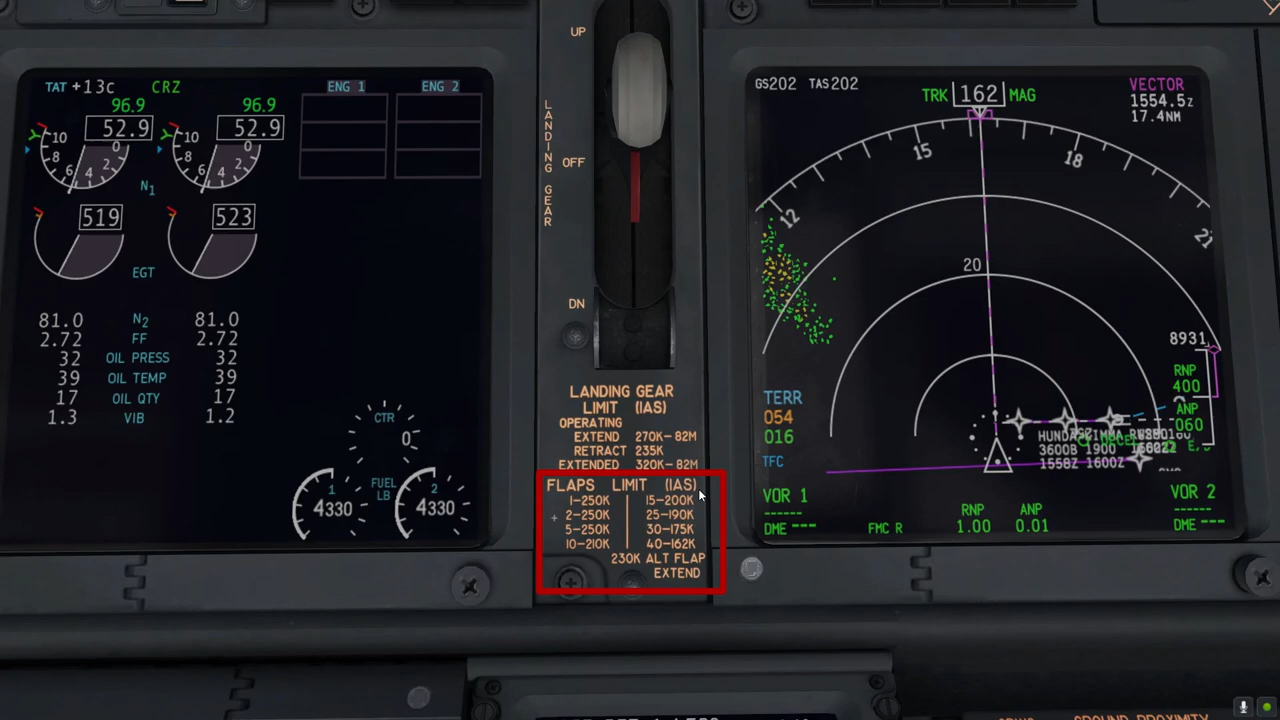 TAT +13c CRZ
96.9 96.9
52.9 52.9
10 8 6 4 2 0
10 8 6 4 2 0
N1
519 523
EGT
81.0 N2 81.0
2.72 FF 2.72
32 OIL PRESS 32
39 OIL TEMP 39
17 OIL QTY 17
1.3 VIB 1.2
ENG 1 ENG 2
CTR
0
1 FUEL 2
4330 LB 4330
UP
LANDING GEAR
OFF
DN
LANDING GEAR
LIMIT (IAS)
OPERATING
EXTEND 270K-82M
RETRACT 235K
EXTENDED 320K-82M
FLAPS LIMIT (IAS)
1-250K 15-200K
2-250K 25-190K
5-250K 30-175K
10-210K 40-162K
230K ALT FLAP
EXTEND
GS202 TAS202
TRK 162 MAG
VECTOR
1554.5z
17.4NM
12 15 18 21
20
8931
RNP
400
ANP
060
TERR
054
016
TFC
HUNDA
3600B 1900
1558Z 1600Z
VOR 1
------
DME ---
FMC R
RNP ANP
1.00 0.01
VOR 2
------
DME ---
GROUND PROXIMITY